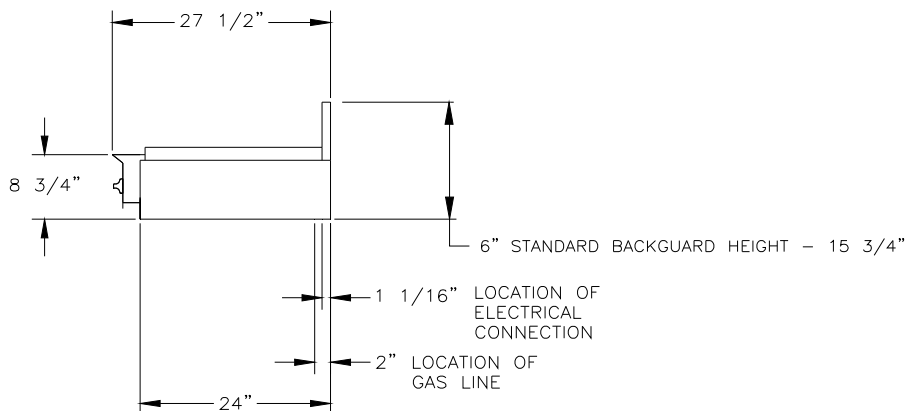 27 1/2”
8 3/4”
6” STANDARD BACKGUARD HEIGHT – 15 3/4”
1 1/16” LOCATION OF
ELECTRICAL
CONNECTION
2” LOCATION OF
GAS LINE
24”